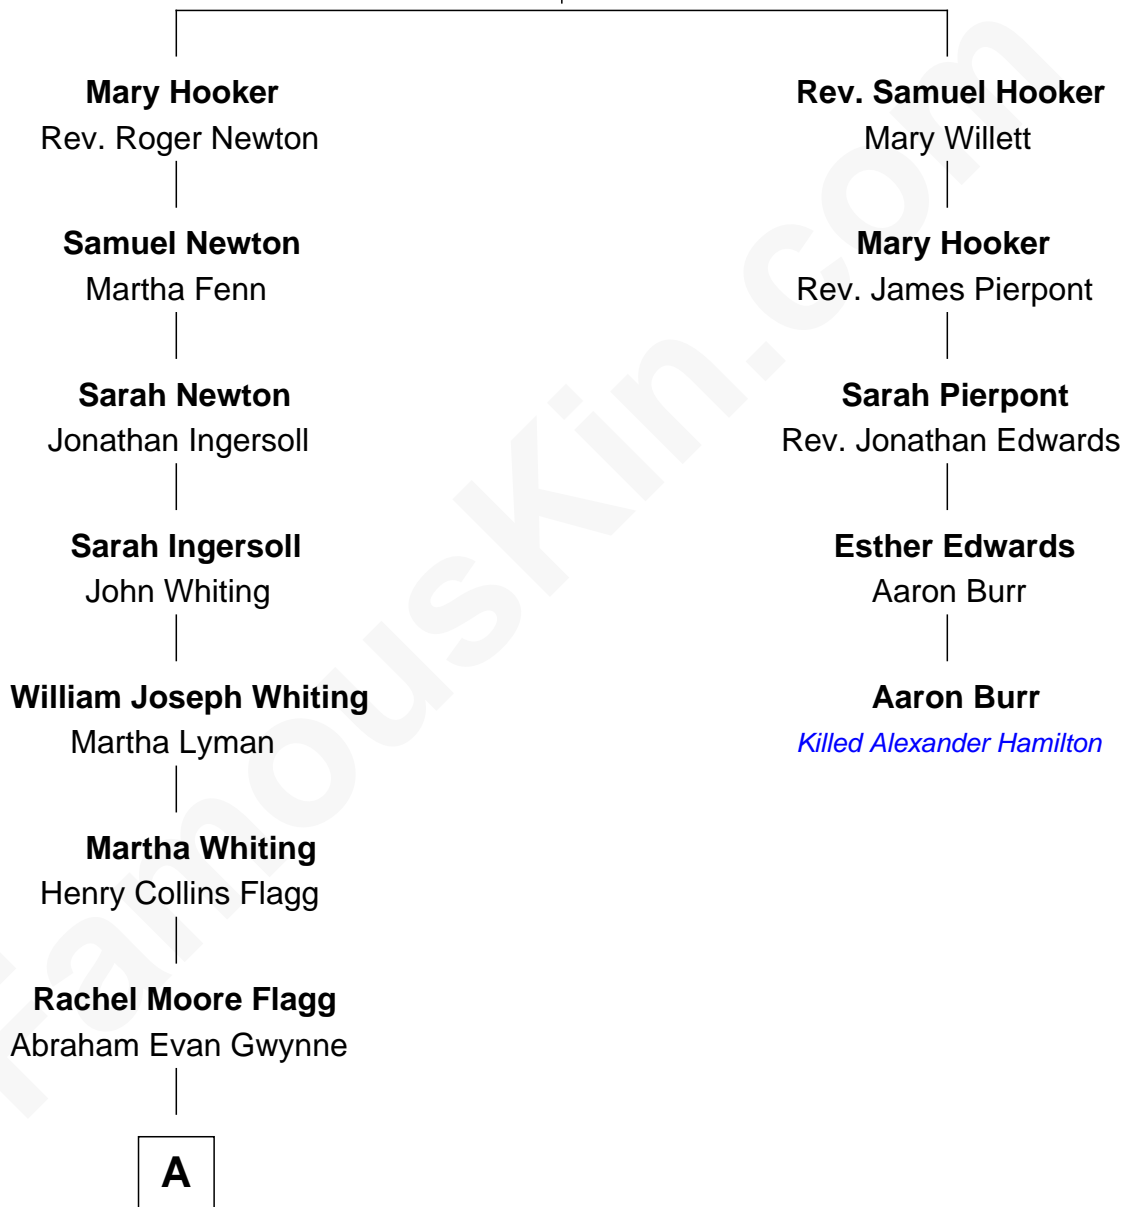 Mary Hooker
Rev. Roger Newton
Samuel Newton
Martha Fenn
Sarah Newton
Jonathan Ingersoll
Sarah Ingersoll
John Whiting
William Joseph Whiting
Martha Lyman
Martha Whiting
Henry Collins Flagg
Rachel Moore Flagg
Abraham Evan Gwynne
A
Rev. Samuel Hooker
Mary Willett
Mary Hooker
Rev. James Pierpont
Sarah Pierpont
Rev. Jonathan Edwards
Esther Edwards
Aaron Burr
Aaron Burr
Killed Alexander Hamilton
FamousKin.com